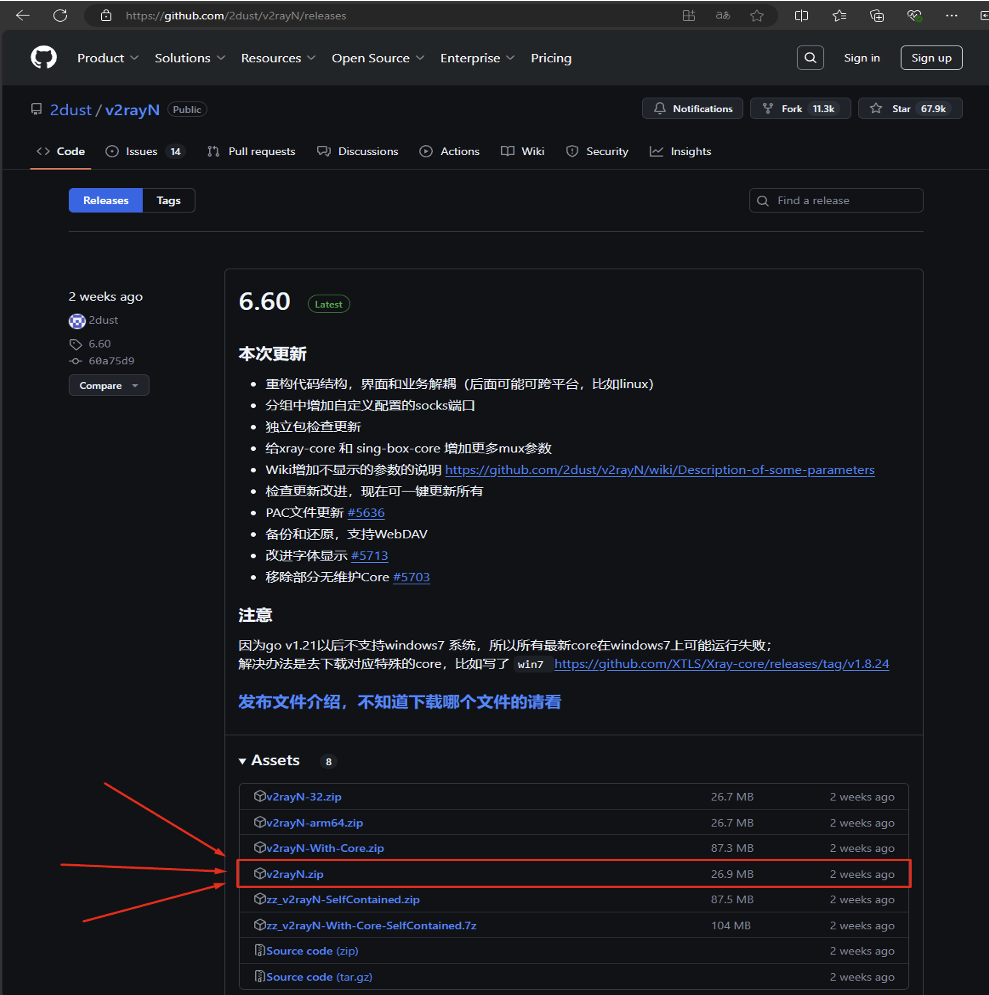 https://github.com/2dust/v2rayN/releases
Product Solutions Resources Open Source Enterprise Pricing Sign in Sign up
2dust / v2rayN Public Notifications Fork 11.3k Star 67.9k
Code Issues 14 Pull requests Discussions Actions Wiki Security Insights
Releases Tags Find a release
2 weeks ago
2dust
6.60
60a75d9
Compare
6.60 Latest
本次更新
重构代码结构，界面和业务解耦（后面可能可跨平台，比如linux）
分组中增加自定义配置的socks端口
独立包检查更新
给xray-core 和 sing-box-core 增加更多mux参数
Wiki增加不显示的参数的说明 https://github.com/2dust/v2rayN/wiki/Description-of-some-parameters
检查更新改进，现在可一键更新所有
PAC文件更新 #5636
备份和还原，支持WebDAV
改进字体显示 #5713
移除部分无维护Core #5703
注意
因为go v1.21以后不支持windows7 系统，所以所有最新core在windows7上可能运行失败；
解决办法是去下载对应特殊的core，比如写了 win7 https://github.com/XTLS/Xray-core/releases/tag/v1.8.24
发布文件介绍，不知道下载哪个文件的请看
Assets 8
v2rayN-32.zip 26.7 MB 2 weeks ago
v2rayN-arm64.zip 26.7 MB 2 weeks ago
v2rayN-With-Core.zip 87.3 MB 2 weeks ago
v2rayN.zip 26.9 MB 2 weeks ago
zz_v2rayN-SelfContained.zip 87.5 MB 2 weeks ago
zz_v2rayN-With-Core-SelfContained.7z 104 MB 2 weeks ago
Source code (zip) 2 weeks ago
Source code (tar.gz) 2 weeks ago